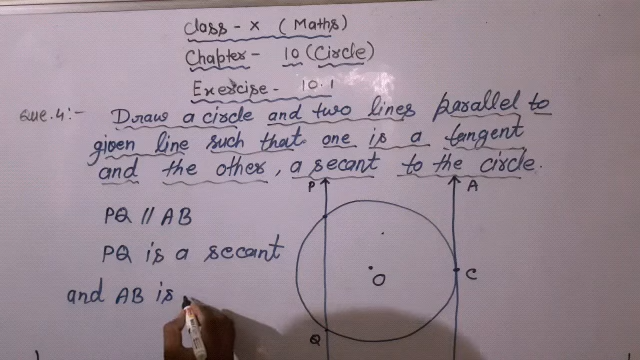 Class - X (Maths)
Chapter - 10 (Circle)
Exercise - 10.1
Que.4:- Draw a circle and two lines parallel to
given line such that one is a tangent
and the other, a secant to the circle.
P
A
PQ // AB
PQ is a secant
and AB is
O
C
Q